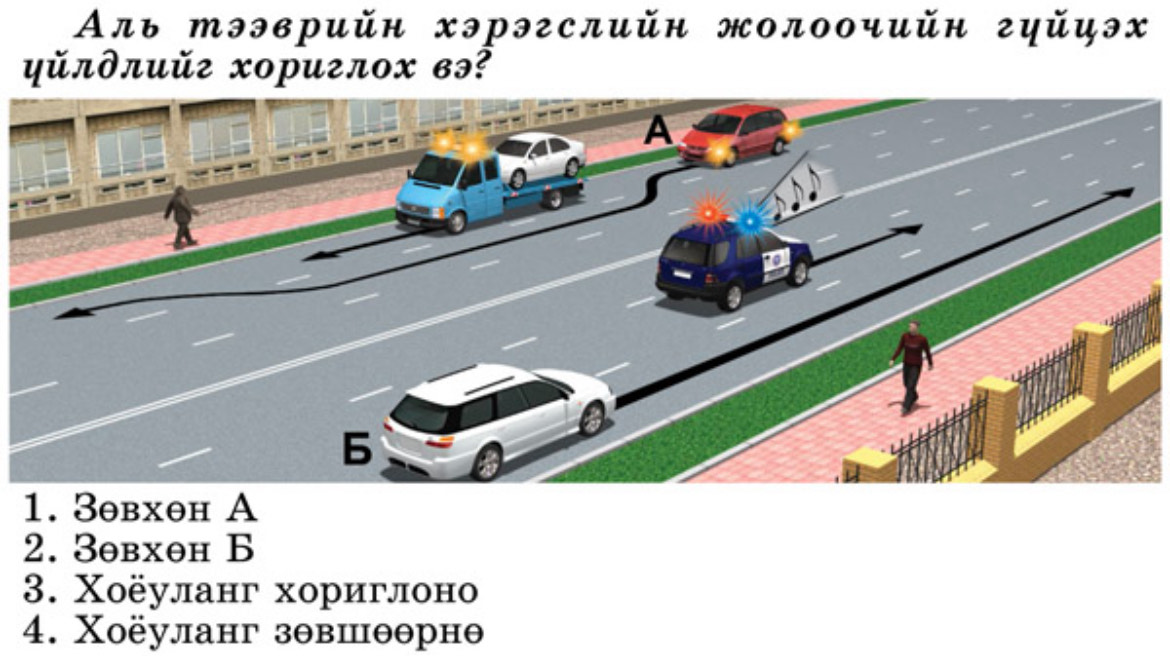 Аль тээврийн хэрэгслийн жолоочийн гүйцэх
үйлдлийг хориглох вэ?
А
Б
1. Зөвхөн А
2. Зөвхөн Б
3. Хоёуланг хориглоно
4. Хоёуланг зөвшөөрнө